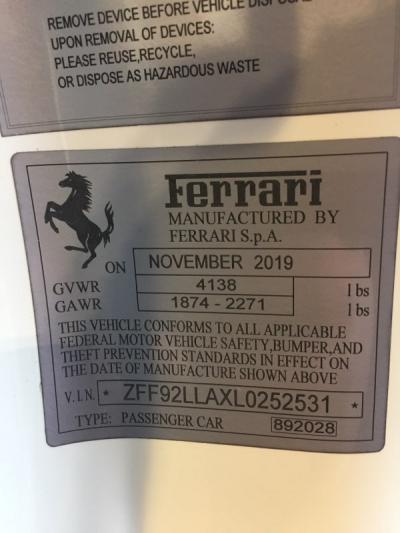 REMOVE DEVICE BEFORE VEHICLE DISPOSAL
UPON REMOVAL OF DEVICES:
PLEASE REUSE,RECYCLE,
OR DISPOSE AS HAZARDOUS WASTE
Ferrari
MANUFACTURED BY
FERRARI S.p.A.
ON NOVEMBER 2019
GVWR 4138 lbs
GAWR 1874 - 2271 lbs
THIS VEHICLE CONFORMS TO ALL APPLICABLE
FEDERAL MOTOR VEHICLE SAFETY,BUMPER,AND
THEFT PREVENTION STANDARDS IN EFFECT ON
THE DATE OF MANUFACTURE SHOWN ABOVE
V.I.N. * ZFF92LLAXL0252531 *
TYPE: PASSENGER CAR 892028